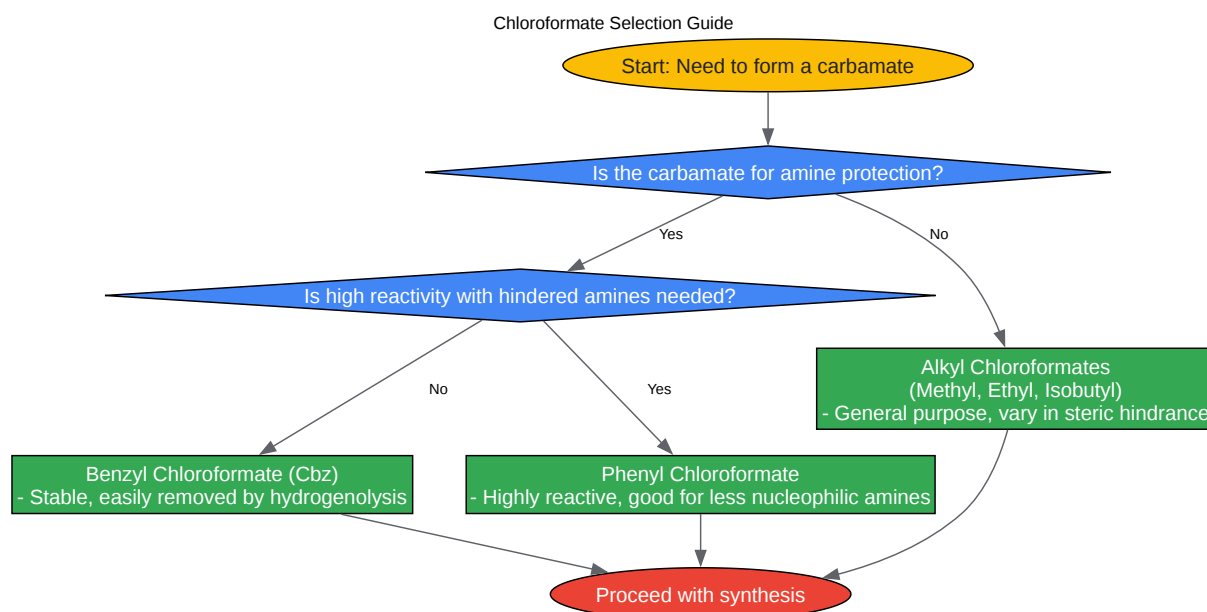 Chloroformate Selection Guide
Start: Need to form a carbamate
Is the carbamate for amine protection?
Yes
No
Is high reactivity with hindered amines needed?
No
Yes
Alkyl Chloroformates
(Methyl, Ethyl, Isobutyl)
- General purpose, vary in steric hindrance
Benzyl Chloroformate (Cbz)
- Stable, easily removed by hydrogenolysis
Phenyl Chloroformate
- Highly reactive, good for less nucleophilic amines
Proceed with synthesis